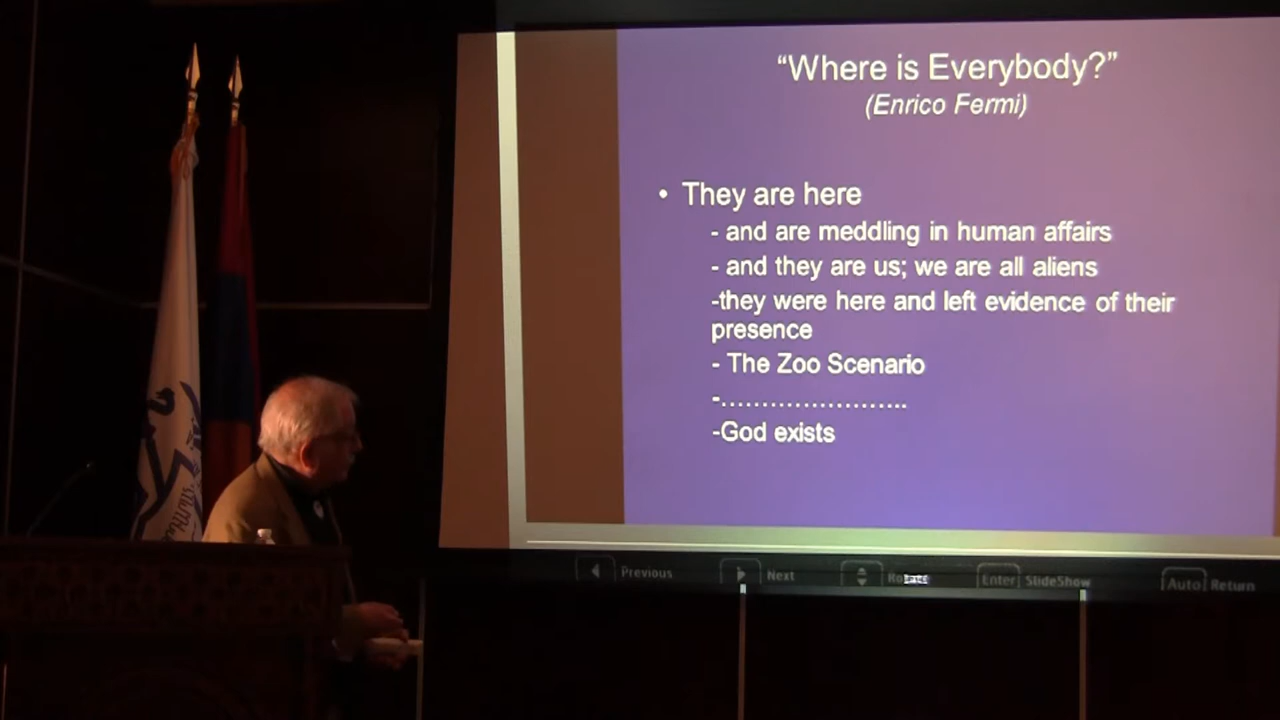 “Where is Everybody?”
(Enrico Fermi)
• They are here
- and are meddling in human affairs
- and they are us; we are all aliens
-they were here and left evidence of their
presence
- The Zoo Scenario
-........................
-God exists
Previous
Next
Enter SlideShow
Auto Return